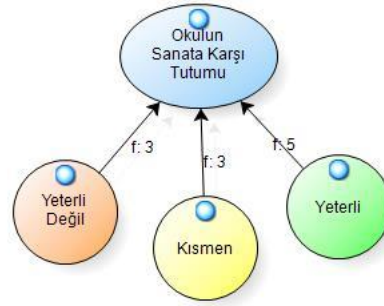 Okulun
Sanata Karşı
Tutumu
f: 3
f: 3
f: 5
Yeterli
Değil
Kısmen
Yeterli